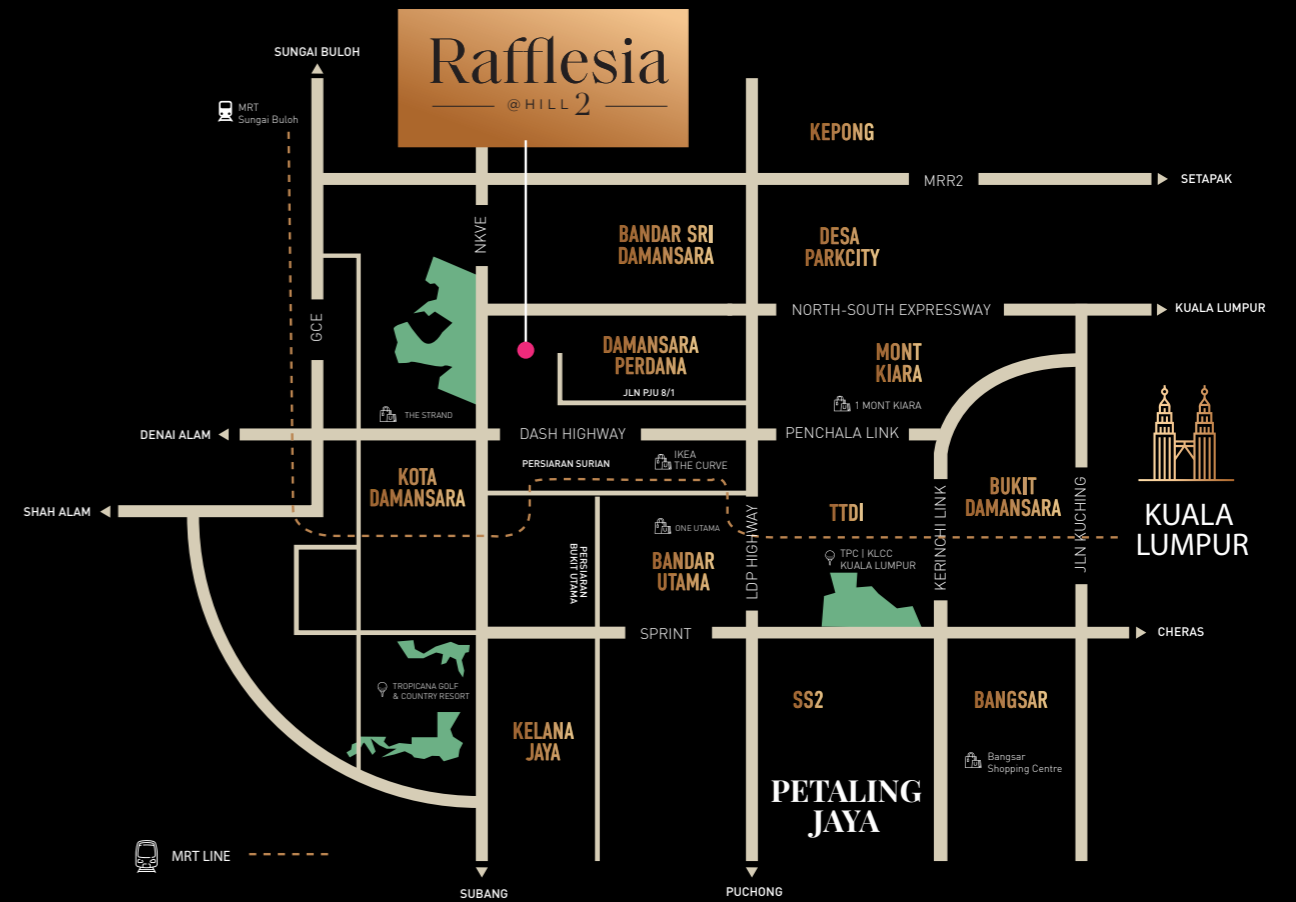 SUNGAI BULOH
Rafflesia
@HILL 2
MRT
Sungai Buloh
KEPONG
MRR2
SETAPAK
NKVE
BANDAR SRI
DAMANSARA
DESA
PARKCITY
GCE
NORTH-SOUTH EXPRESSWAY
KUALA LUMPUR
DAMANSARA
PERDANA
MONT
KIARA
JLN PJU 8/1
THE STRAND
1 MONT KIARA
DENAI ALAM
DASH HIGHWAY
PENCHALA LINK
PERSIARAN SURIAN
IKEA
THE CURVE
KOTA
DAMANSARA
BUKIT
DAMANSARA
SHAH ALAM
TTDI
KUALA
LUMPUR
ONE UTAMA
LDP HIGHWAY
KERINCHI LINK
JLN KUCHING
PERSIARAN
BUKIT UTAMA
BANDAR
UTAMA
TPC | KLCC
KUALA LUMPUR
SPRINT
CHERAS
TROPICANA GOLF
& COUNTRY RESORT
SS2
BANGSAR
KELANA
JAYA
Bangsar
Shopping Centre
PETALING
JAYA
MRT LINE
SUBANG
PUCHONG